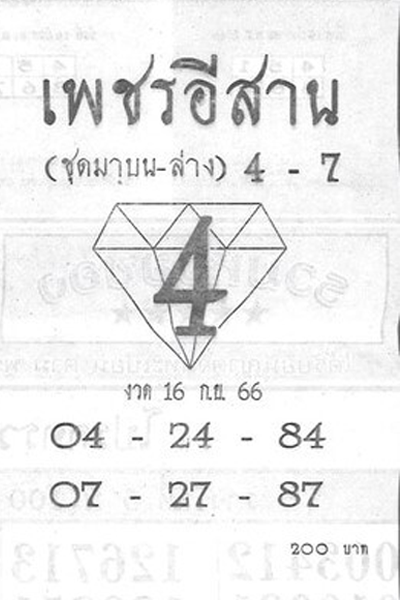 เพชรอีสาน
(ชุดมาบน-ล่าง) 4 - 7
4
งวด 16 ก.ย. 66
04 - 24 - 84
07 - 27 - 87
200 บาท